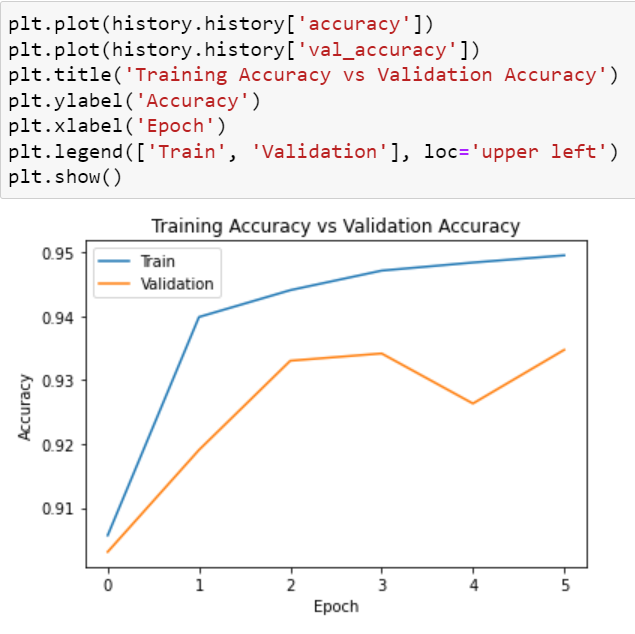 plt.plot(history.history['accuracy'])
plt.plot(history.history['val_accuracy'])
plt.title('Training Accuracy vs Validation Accuracy')
plt.ylabel('Accuracy')
plt.xlabel('Epoch')
plt.legend(['Train', 'Validation'], loc='upper left')
plt.show()
Training Accuracy vs Validation Accuracy
Train
Validation
0.95
0.94
0.93
0.92
0.91
Accuracy
0 1 2 3 4 5
Epoch